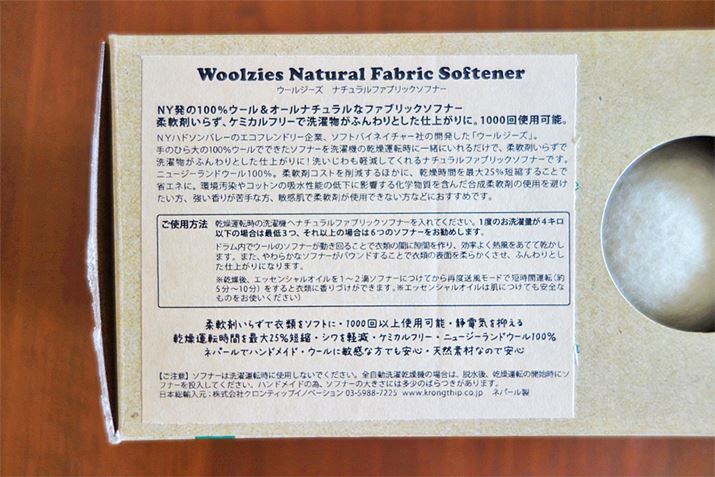 Woolzies Natural Fabric Softener
ウールジーズ ナチュラルファブリックソフナー
NY発の100%ウール&オールナチュラルなファブリックソフナー
柔軟剤いらず、ケミカルフリーで洗濯物がふんわりとした仕上がりに。1000回使用可能。
NYハドソンバレーのエコフレンドリー企業、ソフトバイネイチャー社の開発した「ウールジーズ」。
手のひら大の100%ウールでできたソフナーを洗濯機の乾燥運転時に一緒にいれるだけで、柔軟剤いらずで
洗濯物がふんわりとした仕上がりに!洗いじわも軽減してくれるナチュラルファブリックソフナーです。
ニュージーランドウール100%。柔軟剤コストを削減するほかに、乾燥時間を最大25%短縮することで
省エネに。環境汚染やコットンの吸水性能の低下に影響する化学物質を含んだ合成柔軟剤の使用を避け
たい方、強い香りが苦手な方、敏感肌で柔軟剤が使用できない方などにおすすめです。
ご使用方法 乾燥運転時の洗濯機へナチュラルファブリックソフナーを入れてください。1度のお洗濯量が4キロ
以下の場合は最低3つ、それ以上の場合は6つのソフナーをお勧めします。
ドラム内でウールのソフナーが動き回ることで衣類の間に隙間を作り、効率よく熱風をあてて乾かし
ます。また、やわらかなソフナーがバウンドすることで衣類の表面を柔らかくさせ、ふんわりとし
た仕上がりになります。
※乾燥後、エッセンシャルオイルを1〜2滴ソフナーにつけてから再度送風モードで短時間運転(約
5分〜10分)をすると衣類に香りづけができます。※エッセンシャルオイルは肌につけても安全な
ものをお使いください)
柔軟剤いらずで衣類をソフトに・1000回以上使用可能・静電気を抑える
乾燥運転時間を最大25%短縮・シワを軽減・ケミカルフリー・ニュージーランドウール100%
ネパールでハンドメイド・ウールに敏感な方でも安心・天然素材なので安心
【ご注意】ソフナーは洗濯運転時に使用しないでください。全自動洗濯乾燥機の場合は、脱水後、乾燥の開始時にソ
フナーを投入してください。ハンドメイドの為、ソフナーの大きさには多少のばらつきがあります。
日本総輸入元:株式会社クロンティップイノベーション 03-5988-7225 www.krongthip.co.jp ネパール製